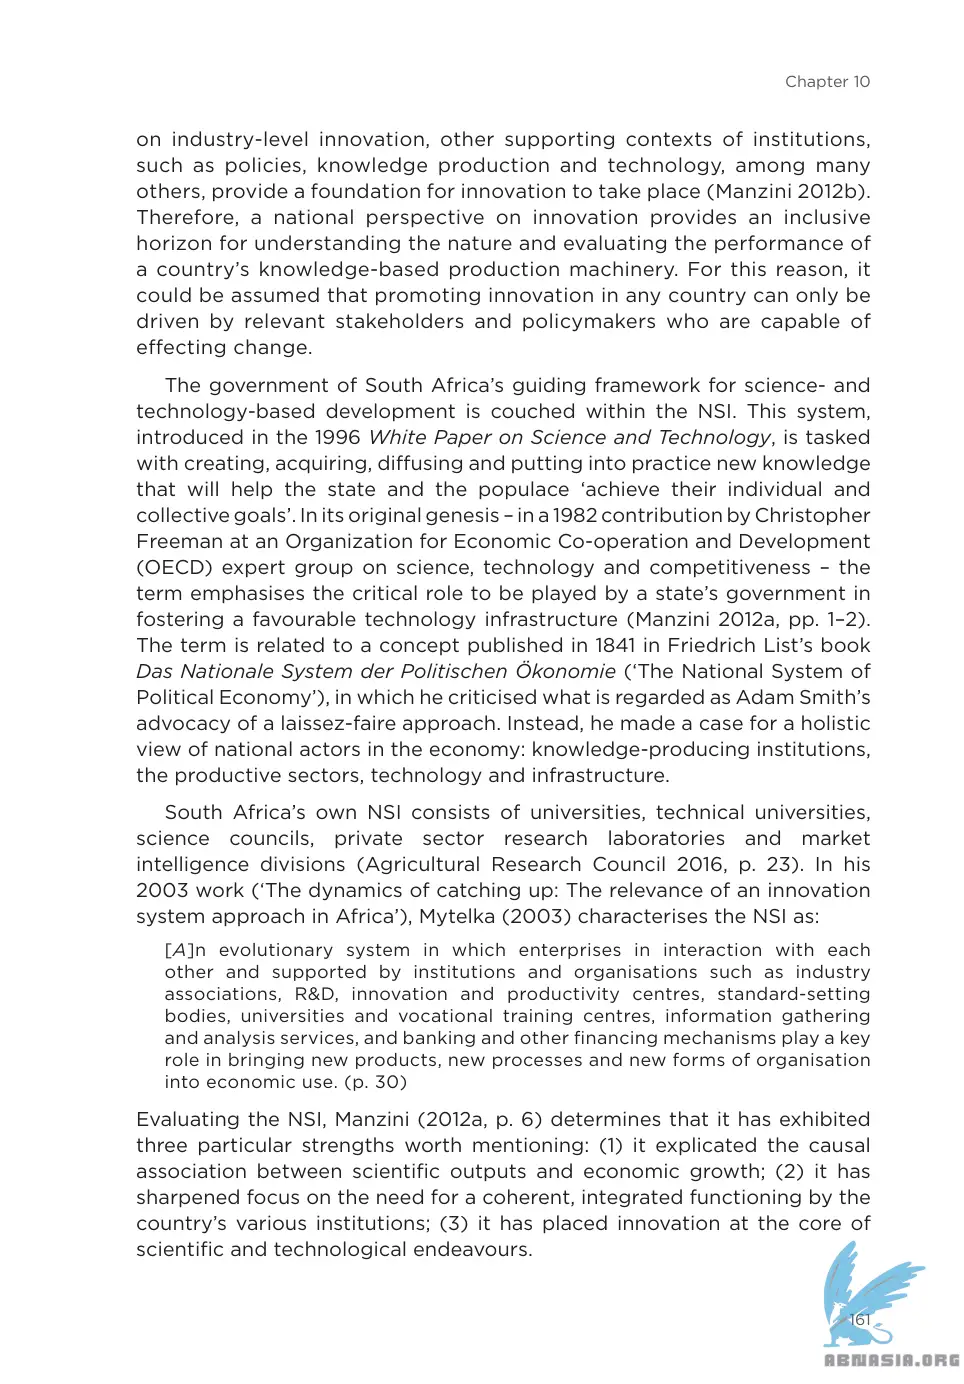 Chapter 10
on industry-level innovation, other supporting contexts of institutions,
such as policies, knowledge production and technology, among many
others, provide a foundation for innovation to take place (Manzini 2012b).
Therefore, a national perspective on innovation provides an inclusive
horizon for understanding the nature and evaluating the performance of
a country’s knowledge-based production machinery. For this reason, it
could be assumed that promoting innovation in any country can only be
driven by relevant stakeholders and policymakers who are capable of
effecting change.
The government of South Africa’s guiding framework for science- and
technology-based development is couched within the NSI. This system,
introduced in the 1996 White Paper on Science and Technology, is tasked
with creating, acquiring, diffusing and putting into practice new knowledge
that will help the state and the populace ‘achieve their individual and
collective goals’. In its original genesis – in a 1982 contribution by Christopher
Freeman at an Organization for Economic Co-operation and Development
(OECD) expert group on science, technology and competitiveness – the
term emphasises the critical role to be played by a state’s government in
fostering a favourable technology infrastructure (Manzini 2012a, pp. 1–2).
The term is related to a concept published in 1841 in Friedrich List’s book
Das Nationale System der Politischen Ökonomie (‘The National System of
Political Economy’), in which he criticised what is regarded as Adam Smith’s
advocacy of a laissez-faire approach. Instead, he made a case for a holistic
view of national actors in the economy: knowledge-producing institutions,
the productive sectors, technology and infrastructure.
South Africa’s own NSI consists of universities, technical universities,
science councils, private sector research laboratories and market
intelligence divisions (Agricultural Research Council 2016, p. 23). In his
2003 work (‘The dynamics of catching up: The relevance of an innovation
system approach in Africa’), Mytelka (2003) characterises the NSI as:
[A]n evolutionary system in which enterprises in interaction with each
other and supported by institutions and organisations such as industry
associations, R&D, innovation and productivity centres, standard-setting
bodies, universities and vocational training centres, information gathering
and analysis services, and banking and other financing mechanisms play a key
role in bringing new products, new processes and new forms of organisation
into economic use. (p. 30)
Evaluating the NSI, Manzini (2012a, p. 6) determines that it has exhibited
three particular strengths worth mentioning: (1) it explicated the causal
association between scientific outputs and economic growth; (2) it has
sharpened focus on the need for a coherent, integrated functioning by the
country’s various institutions; (3) it has placed innovation at the core of
scientific and technological endeavours.
161
ABNASIA.ORG